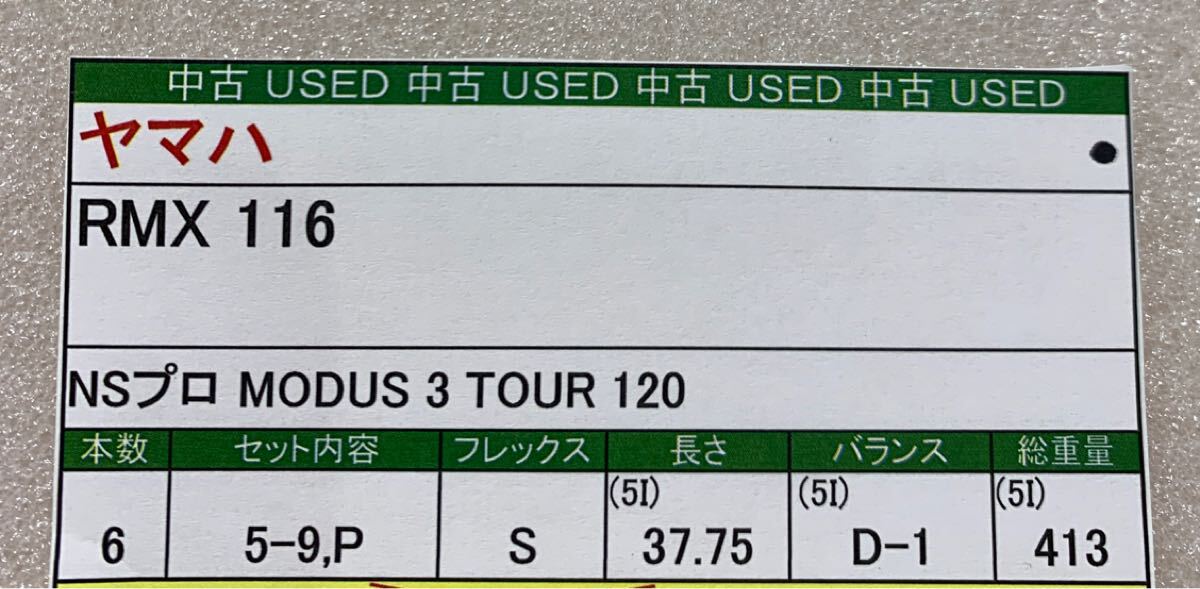 中古 USED 中古 USED 中古 USED 中古 USED
ヤマハ ●
RMX 116
NSプロ MODUS 3 TOUR 120
本数 セット内容 フレックス 長さ バランス 総重量
(5I) (5I) (5I)
6 5-9,P S 37.75 D-1 413